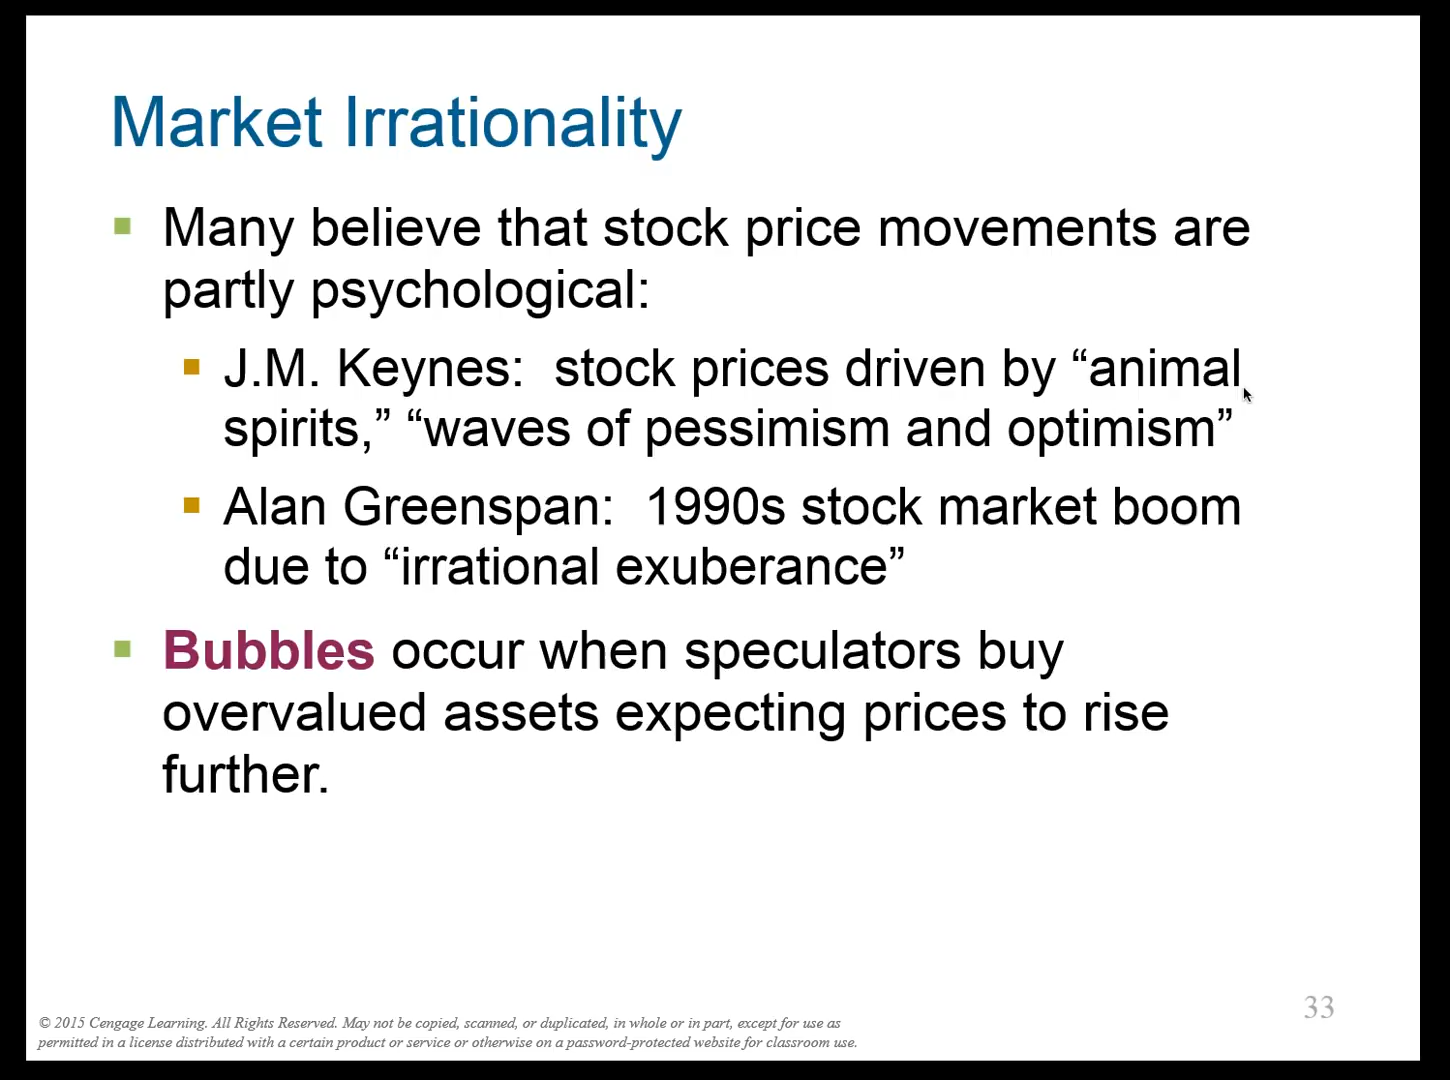 Market Irrationality
Many believe that stock price movements are
partly psychological:
J.M. Keynes:  stock prices driven by “animal
spirits,” “waves of pessimism and optimism”
Alan Greenspan:  1990s stock market boom
due to “irrational exuberance”
Bubbles occur when speculators buy
overvalued assets expecting prices to rise
further.
33
© 2015 Cengage Learning. All Rights Reserved. May not be copied, scanned, or duplicated, in whole or in part, except for use as
permitted in a license distributed with a certain product or service or otherwise on a password-protected website for classroom use.